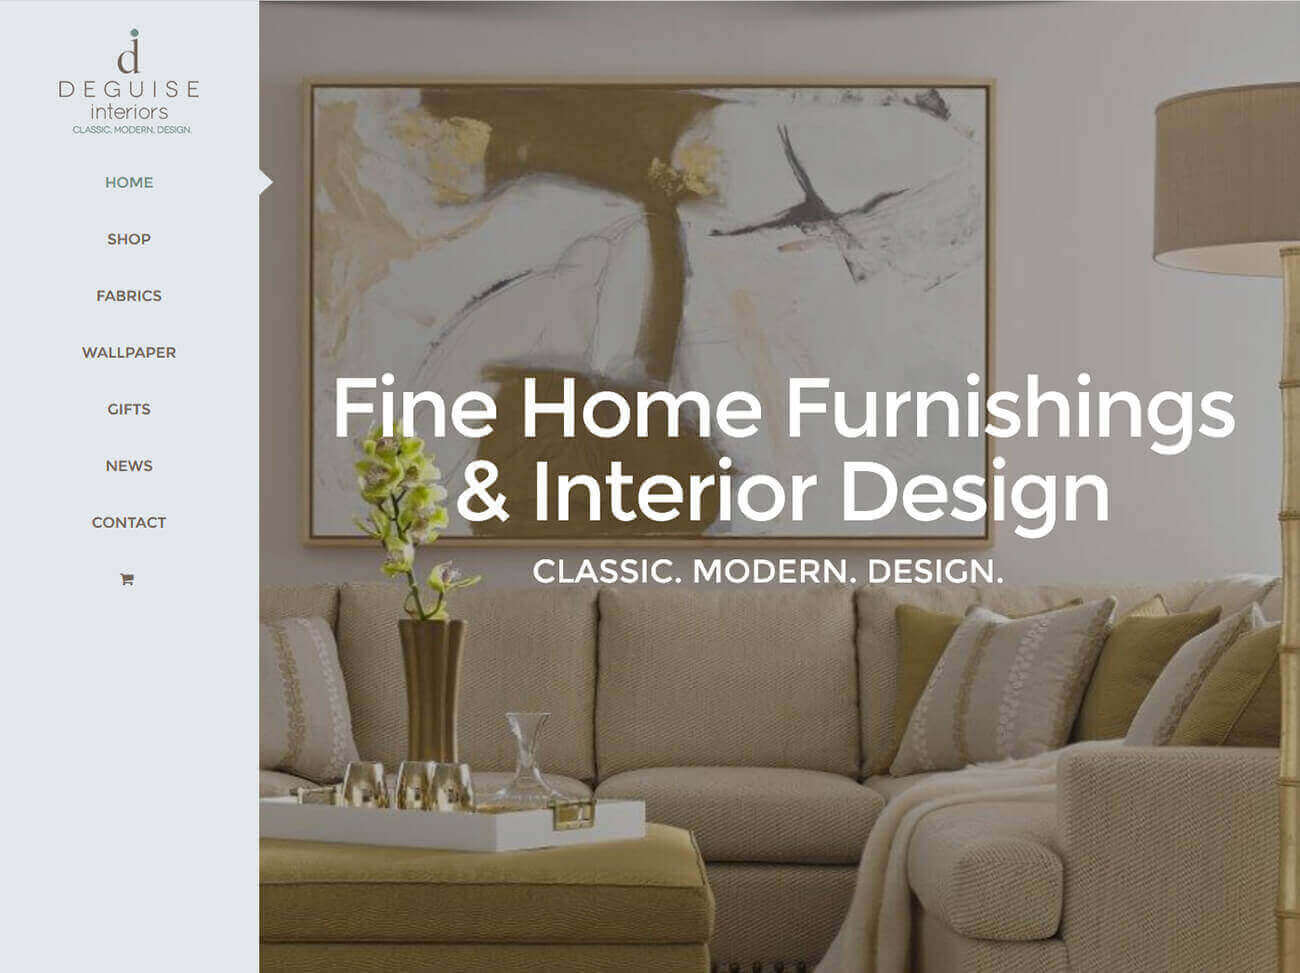 di
DEGUISE
interiors
CLASSIC. MODERN. DESIGN.
HOME
SHOP
FABRICS
WALLPAPER
GIFTS
NEWS
CONTACT
Fine Home Furnishings
& Interior Design
CLASSIC. MODERN. DESIGN.